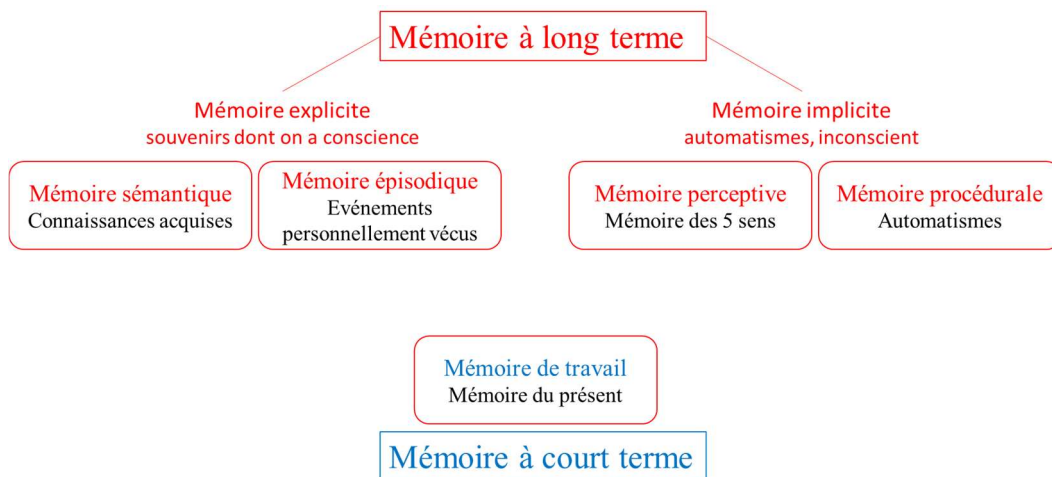 Mémoire à long terme
Mémoire explicite
souvenirs dont on a conscience
Mémoire implicite
automatismes, inconscient
Mémoire sémantique
Connaissances acquises
Mémoire épisodique
Evénements
personnellement vécus
Mémoire perceptive
Mémoire des 5 sens
Mémoire procédurale
Automatismes
Mémoire de travail
Mémoire du présent
Mémoire à court terme